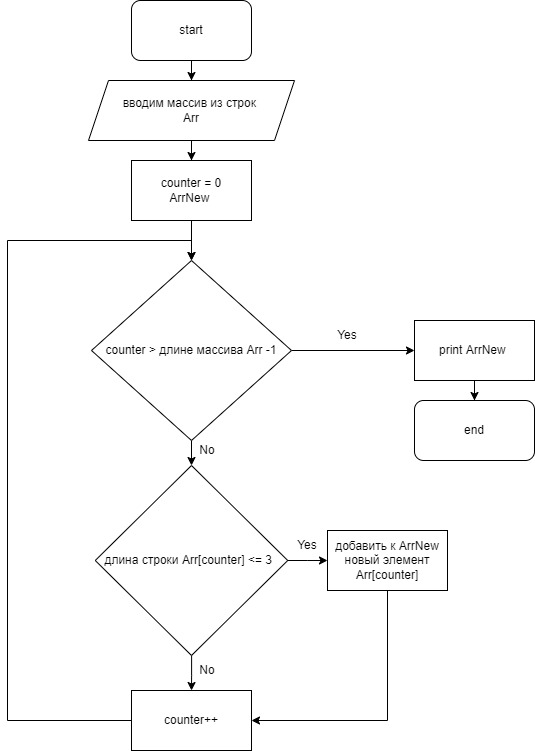 start
вводим массив из строк
Arr
counter = 0
ArrNew
counter > длине массива Arr -1
Yes
print ArrNew
end
No
длина строки Arr[counter] <= 3
Yes
добавить к ArrNew
новый элемент
Arr[counter]
No
counter++